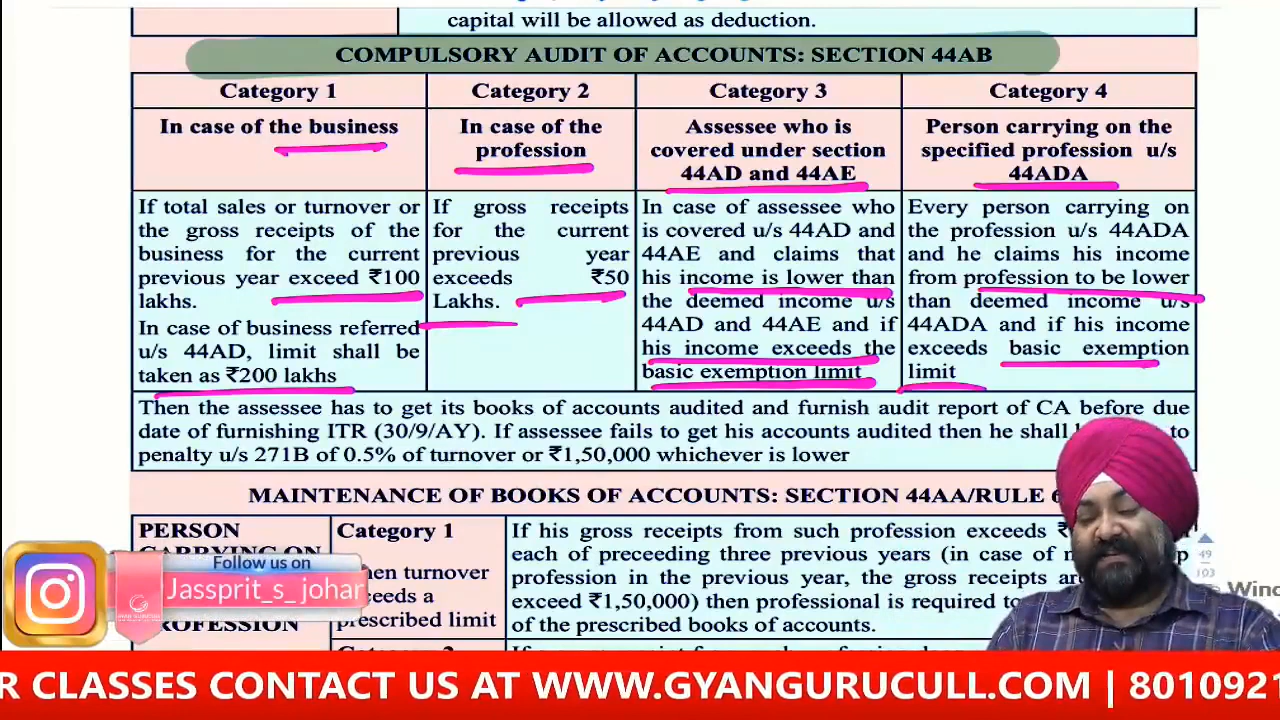 capital will be allowed as deduction.
COMPULSORY AUDIT OF ACCOUNTS: SECTION 44AB
Category 1
Category 2
Category 3
Category 4
In case of the business
In case of the
profession
Assessee who is
covered under section
44AD and 44AE
Person carrying on the
specified profession u/s
44ADA
If total sales or turnover or
the gross receipts of the
business for the current
previous year exceed ₹100
lakhs.
In case of business referred
u/s 44AD, limit shall be
taken as ₹200 lakhs
If gross receipts
for the current
previous year
exceeds ₹50
Lakhs.
In case of assessee who
is covered u/s 44AD and
44AE and claims that
his income is lower than
the deemed income u/s
44AD and 44AE and if
his income exceeds the
basic exemption limit
Every person carrying on
the profession u/s 44ADA
and he claims his income
from profession to be lower
than deemed income u/s
44ADA and if his income
exceeds basic exemption
limit
Then the assessee has to get its books of accounts audited and furnish audit report of CA before due
date of furnishing ITR (30/9/AY). If assessee fails to get his accounts audited then he shall to
penalty u/s 271B of 0.5% of turnover or ₹1,50,000 whichever is lower
MAINTENANCE OF BOOKS OF ACCOUNTS: SECTION 44AA/RULE
PERSON
CARRYING ON
PROFESSION
Category 1
turnover
a
prescribed limit
If his gross receipts from such profession exceeds
each of preceeding three previous years (in case of
profession in the previous year, the gross receipts
exceed ₹1,50,000) then professional is required to
of the prescribed books of accounts.
Follow us on
Jassprit_s_johar
49
103
R CLASSES CONTACT US AT WWW.GYANGURUCULL.COM | 8010921